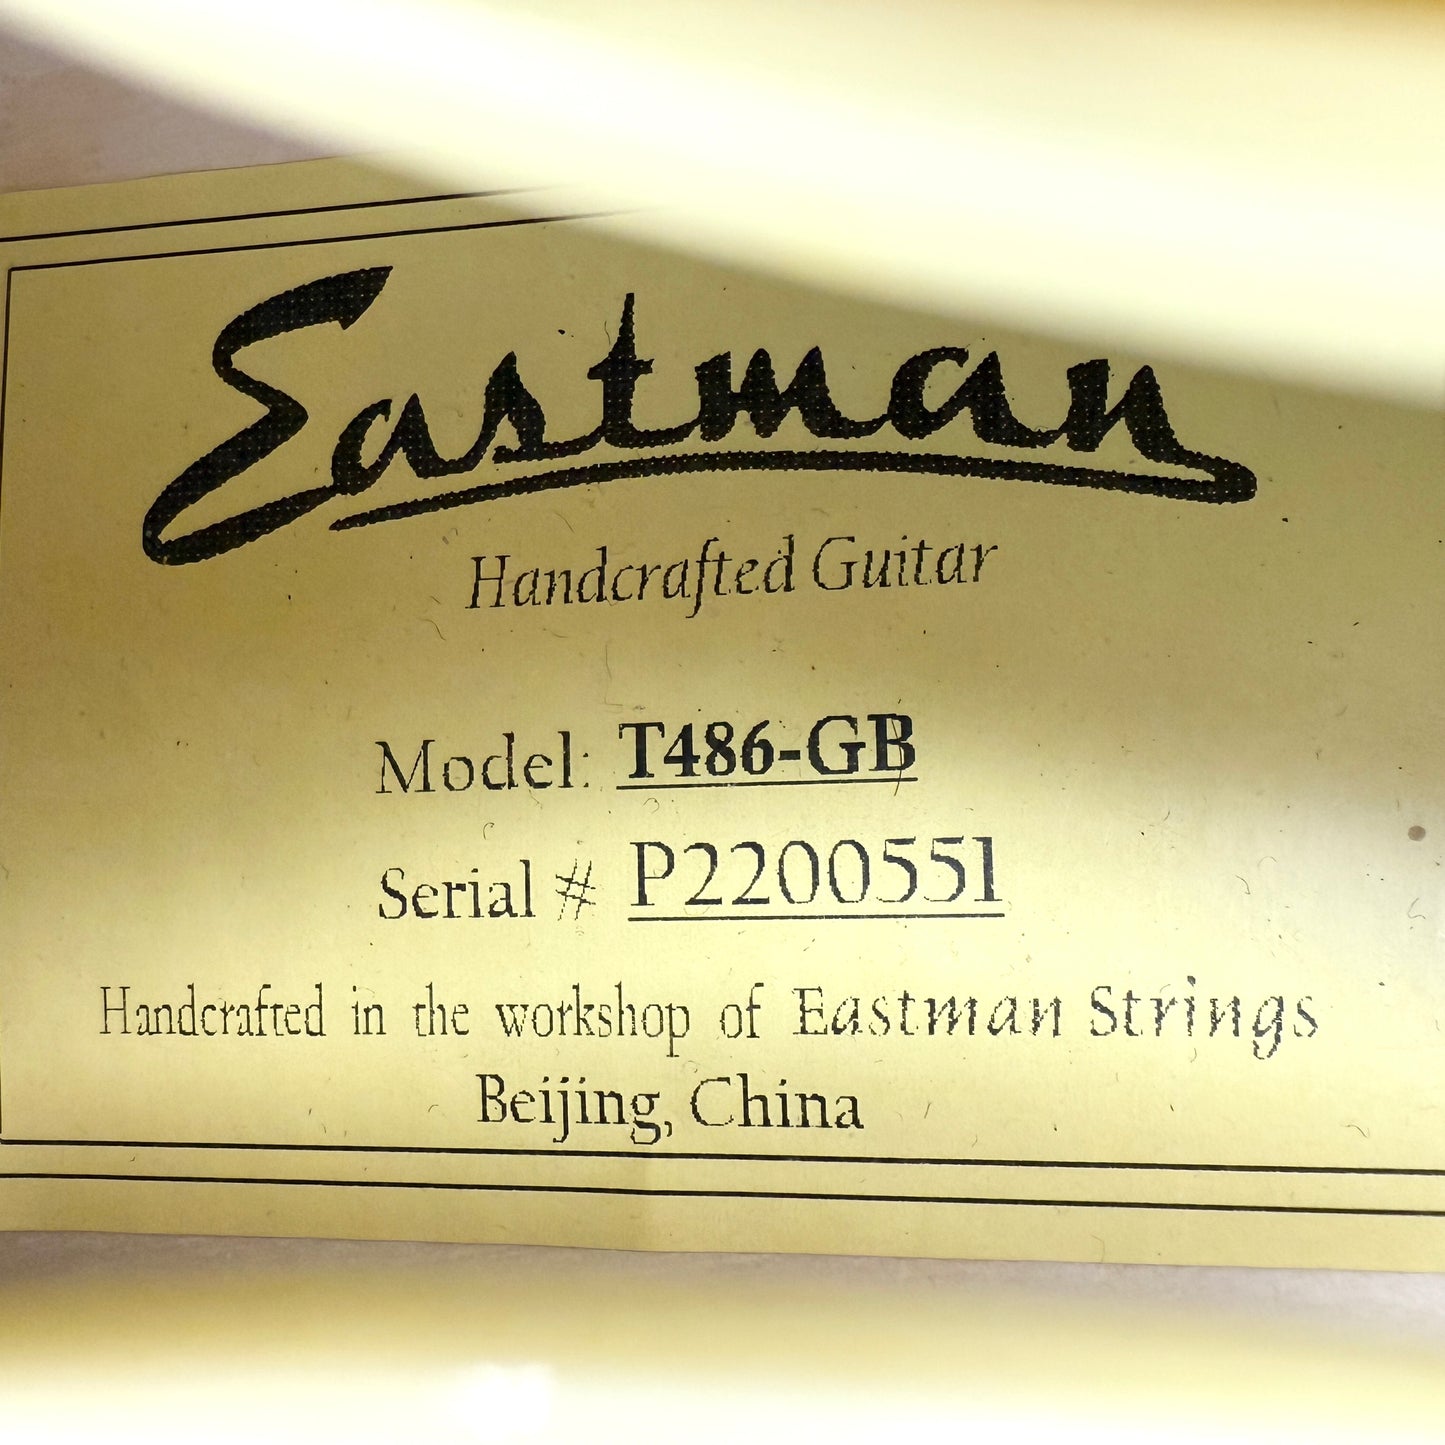 Eastman
Handcrafted Guitar
Model: T486-GB
Serial # P2200551
Handcrafted in the workshop of Eastman Strings
Beijing, China